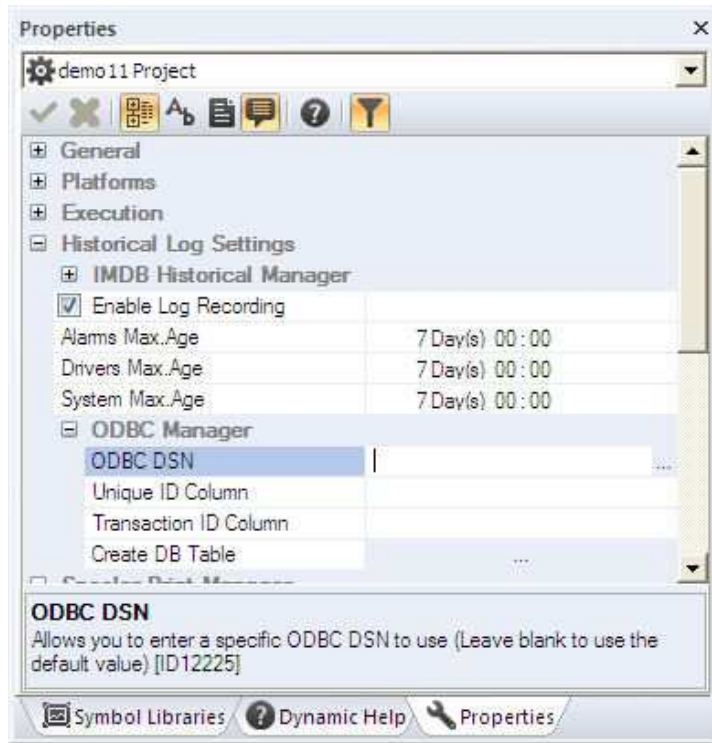 Properties
demo11 Project
General
Platforms
Execution
Historical Log Settings
IMDB Historical Manager
Enable Log Recording
Alarms Max.Age 7 Day(s) 00:00
Drivers Max.Age 7 Day(s) 00:00
System Max.Age 7 Day(s) 00:00
ODBC Manager
ODBC DSN ...
Unique ID Column
Transaction ID Column
Create DB Table ...
ODBC DSN
Allows you to enter a specific ODBC DSN to use (Leave blank to use the
default value) [ID12225]
Symbol Libraries Dynamic Help Properties